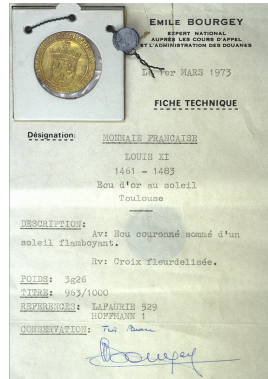 EMILE BOURGEY
EXPERT NATIONAL
AUPRÈS LES COURS D'APPEL
ET L'ADMINISTRATION DES DOUANES
Le 1er MARS 1973
FICHE TECHNIQUE
Désignation:
MONNAIE FRANCAISE
LOUIS XI
1461 - 1483
Ecu d'or au soleil
Toulouse
DESCRIPTION:
Av: Ecu couronné sommé d'un
soleil flamboyant.
Rv: Croix fleurdelisée.
POIDS: 3g26
TITRE: 963/1000
REFERENCES: LAFAURIE 529
HOFFMANN 1
CONSERVATION: Très Beau
Bourgey